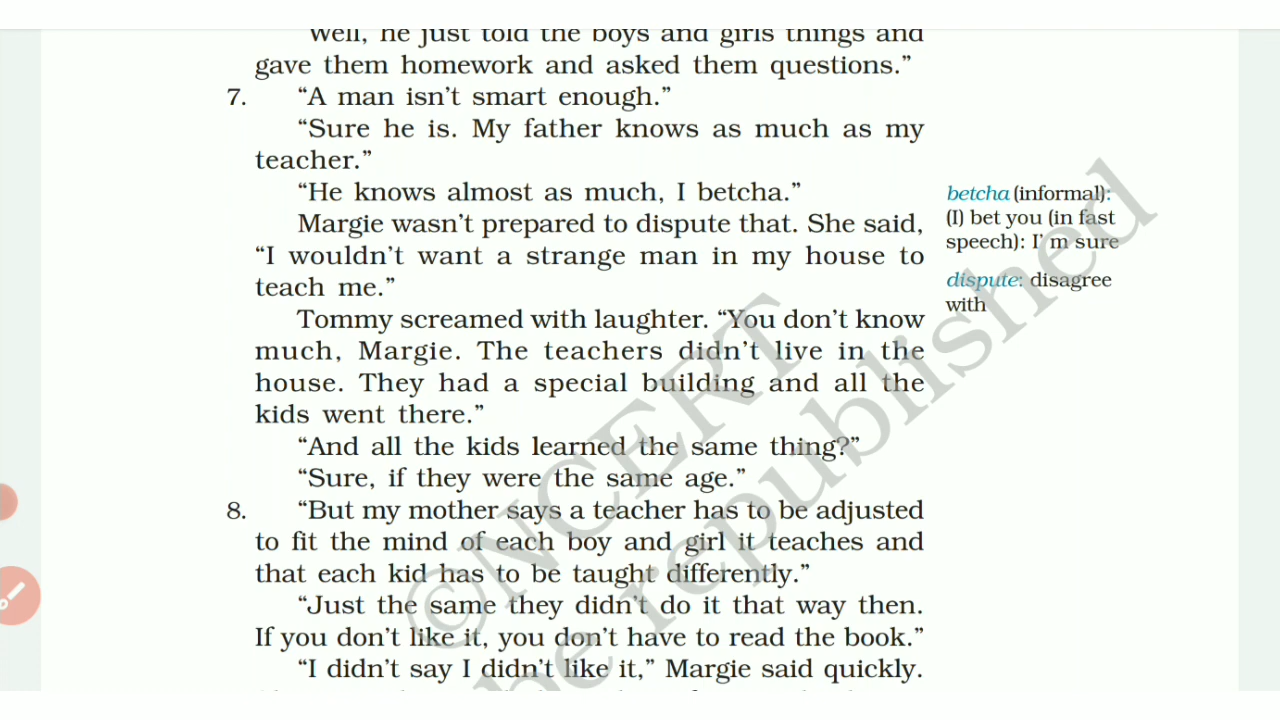 Well, he just told the boys and girls things and
gave them homework and asked them questions.”
7. “A man isn’t smart enough.”
“Sure he is. My father knows as much as my
teacher.”
“He knows almost as much, I betcha.”
Margie wasn’t prepared to dispute that. She said,
“I wouldn’t want a strange man in my house to
teach me.”
Tommy screamed with laughter. “You don’t know
much, Margie. The teachers didn’t live in the
house. They had a special building and all the
kids went there.”
“And all the kids learned the same thing?”
“Sure, if they were the same age.”
8. “But my mother says a teacher has to be adjusted
to fit the mind of each boy and girl it teaches and
that each kid has to be taught differently.”
“Just the same they didn’t do it that way then.
If you don’t like it, you don’t have to read the book.”
“I didn’t say I didn’t like it,” Margie said quickly.
betcha (informal):
(I) bet you (in fast
speech): I’ m sure
dispute: disagree
with
©NCERT
be republished